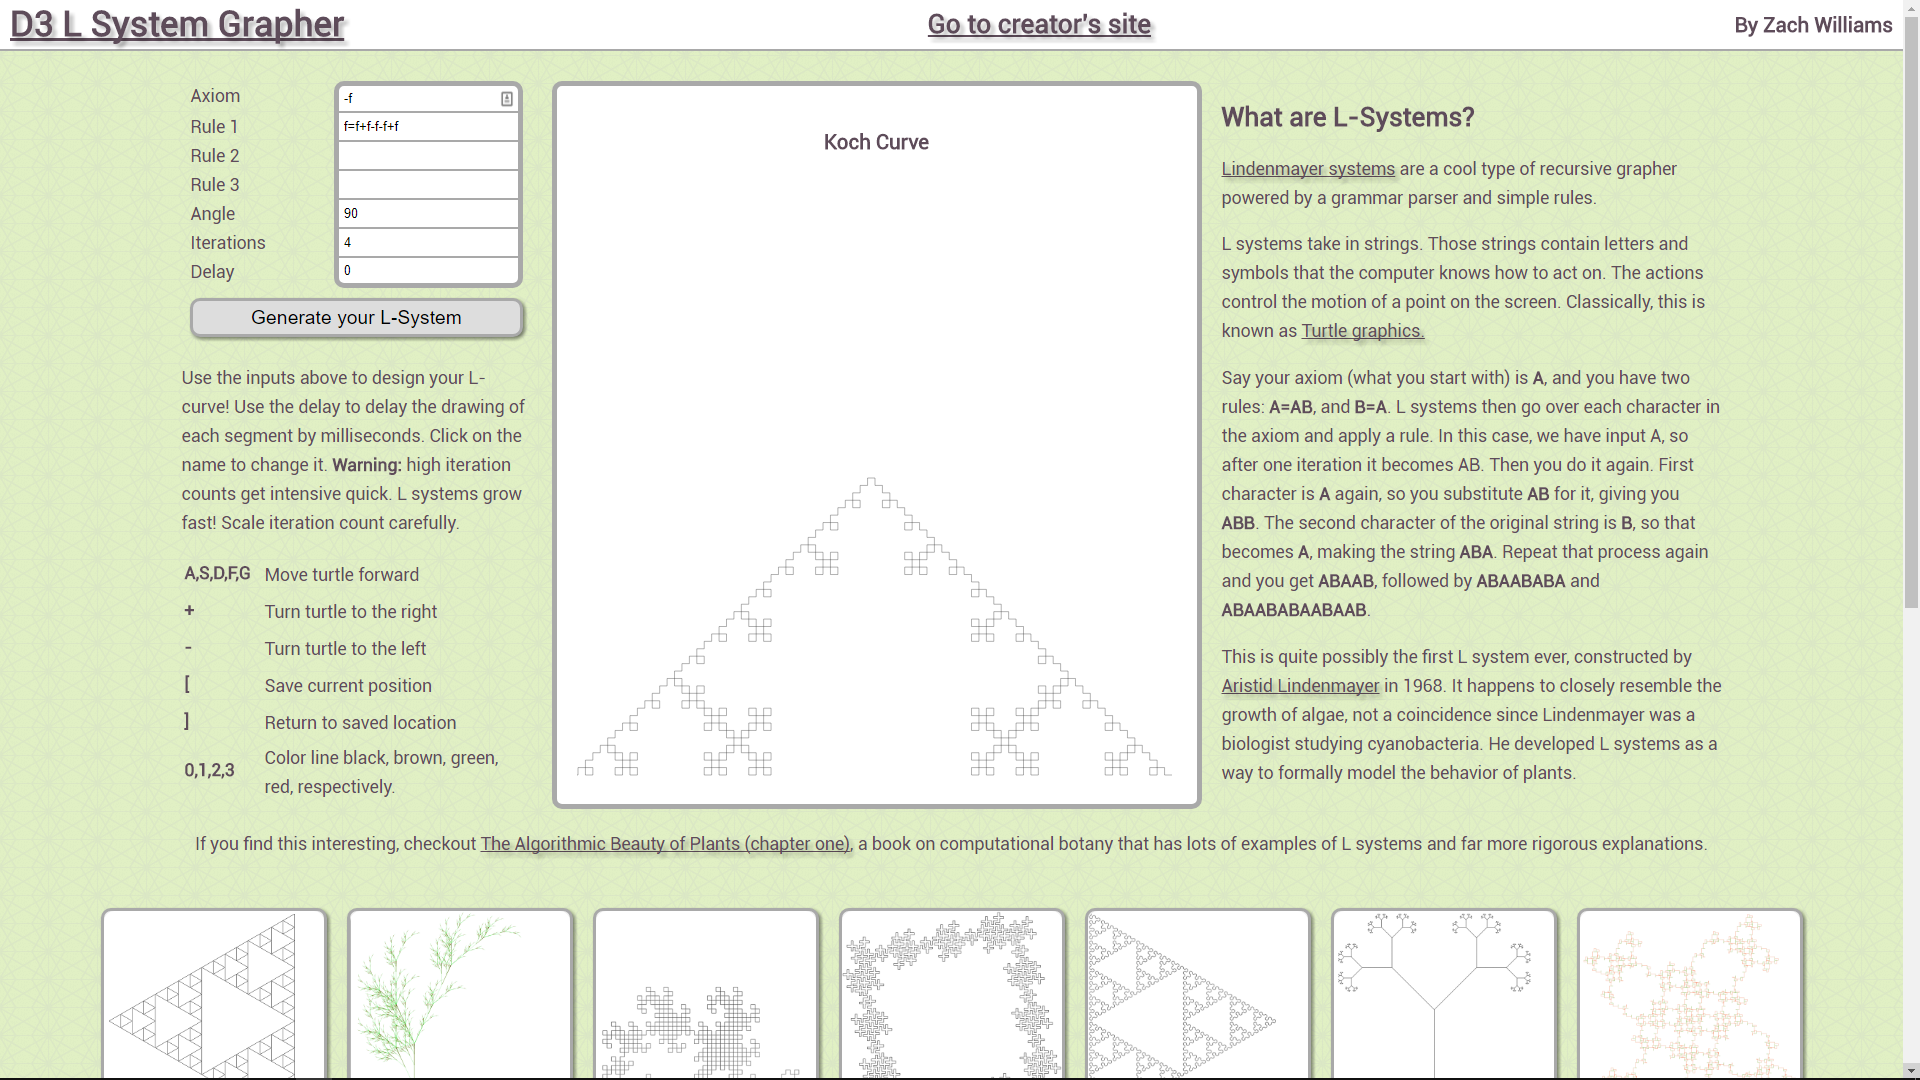 D3 L System Grapher
Go to creator's site
By Zach Williams
Axiom
-f
Rule 1
f=f+f-f-f+f
Rule 2
Rule 3
Angle
90
Iterations
4
Delay
0
Generate your L-System
Use the inputs above to design your L-
curve! Use the delay to delay the drawing of
each segment by milliseconds. Click on the
name to change it. Warning: high iteration
counts get intensive quick. L systems grow
fast! Scale iteration count carefully.
A,S,D,F,G Move turtle forward
+ Turn turtle to the right
- Turn turtle to the left
[ Save current position
] Return to saved location
0,1,2,3 Color line black, brown, green,
red, respectively.
Koch Curve
What are L-Systems?
Lindenmayer systems are a cool type of recursive grapher
powered by a grammar parser and simple rules.
L systems take in strings. Those strings contain letters and
symbols that the computer knows how to act on. The actions
control the motion of a point on the screen. Classically, this is
known as Turtle graphics.
Say your axiom (what you start with) is A, and you have two
rules: A=AB, and B=A. L systems then go over each character in
the axiom and apply a rule. In this case, we have input A, so
after one iteration it becomes AB. Then you do it again. First
character is A again, so you substitute AB for it, giving you
ABB. The second character of the original string is B, so that
becomes A, making the string ABA. Repeat that process again
and you get ABAAB, followed by ABAABABA and
ABAABABAABAAB.
This is quite possibly the first L system ever, constructed by
Aristid Lindenmayer in 1968. It happens to closely resemble the
growth of algae, not a coincidence since Lindenmayer was a
biologist studying cyanobacteria. He developed L systems as a
way to formally model the behavior of plants.
If you find this interesting, checkout The Algorithmic Beauty of Plants (chapter one), a book on computational botany that has lots of examples of L systems and far more rigorous explanations.